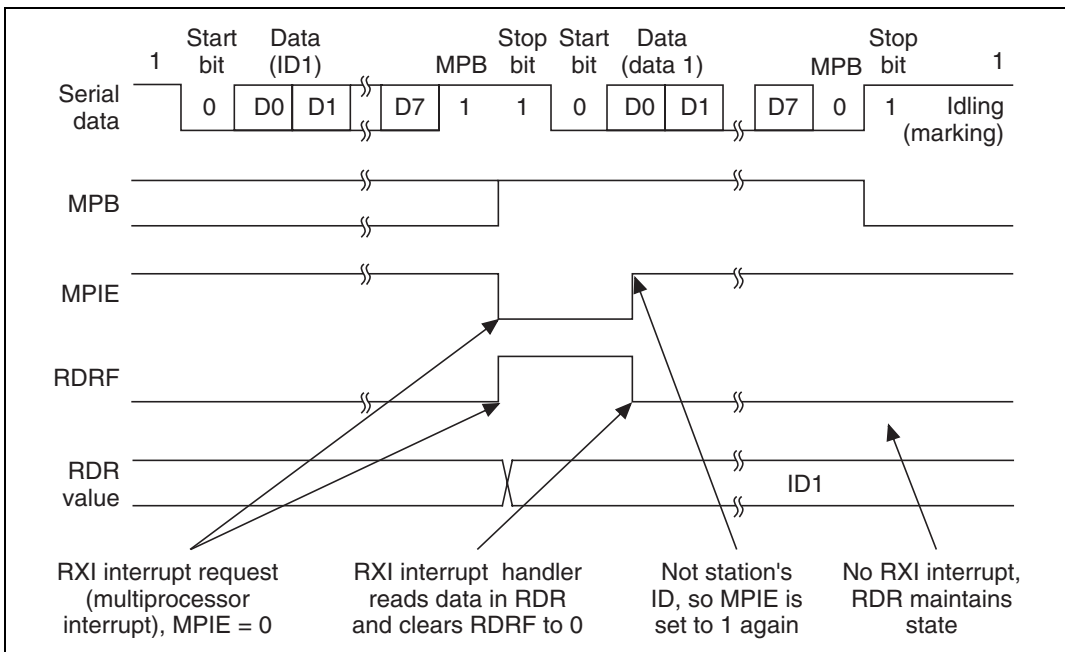 1 Start bit Data (ID1) MPB Stop bit Start bit Data (data 1) MPB Stop bit 1
Serial data 0 D0 D1 D7 1 1 0 D0 D1 D7 0 1 Idling (marking)
MPB
MPIE
RDRF
RDR value ID1
RXI interrupt request (multiprocessor interrupt), MPIE = 0
RXI interrupt handler reads data in RDR and clears RDRF to 0
Not station's ID, so MPIE is set to 1 again
No RXI interrupt, RDR maintains state